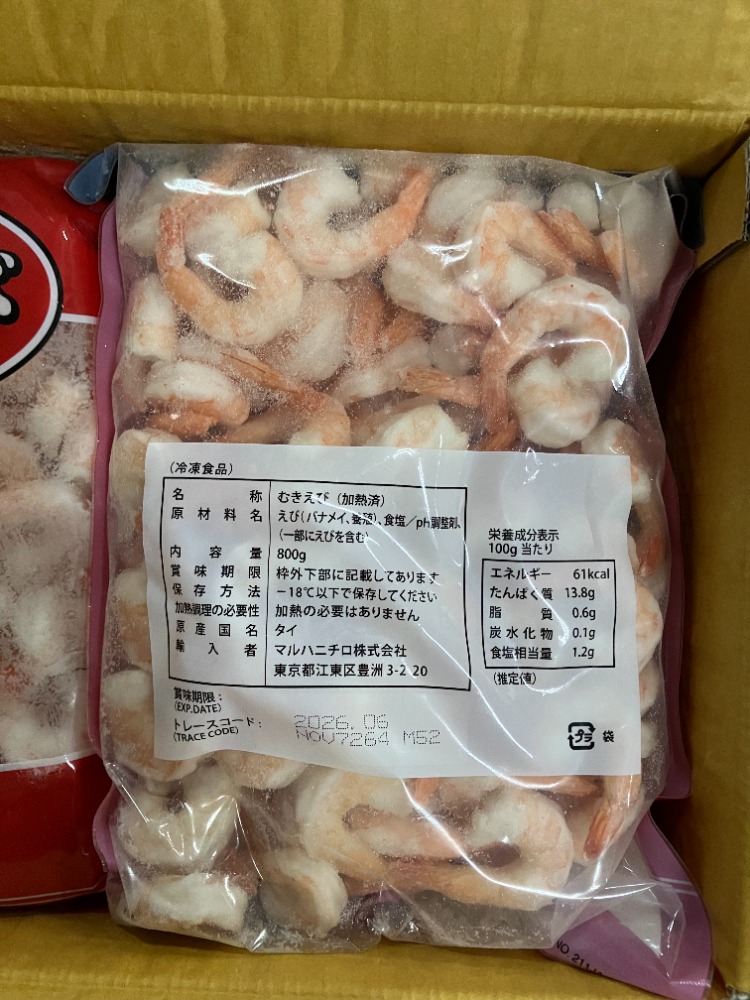 (冷凍食品)
名称 むきえび(加熱済)
原材料名 えび(バナメイ、養殖)、食塩/ph調整剤、
(一部にえびを含む)
内容量 800g
賞味期限 枠外下部に記載してあります
保存方法 -18℃以下で保存してください
加熱調理の必要性 加熱の必要はありません
原産国名 タイ
輸入者 マルハニチロ株式会社
東京都江東区豊洲3-2-20
賞味期限:
(EXP.DATE)
2026.06
トレースコード:
(TRACE CODE)
NOV7264 M52
栄養成分表示
100g当たり
エネルギー 61kcal
たんぱく質 13.8g
脂質 0.6g
炭水化物 0.1g
食塩相当量 1.2g
(推定値)
プラ 袋